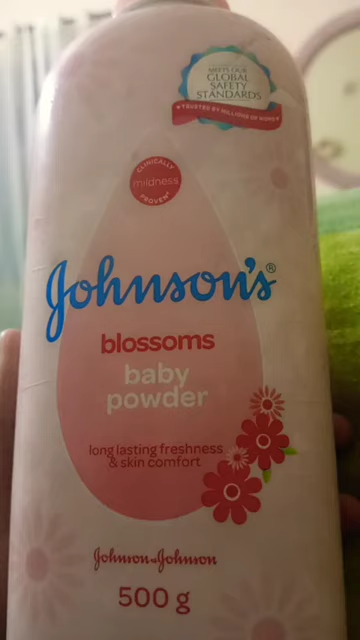 MEETS OUR
GLOBAL
SAFETY
STANDARDS
TRUSTED BY MILLIONS OF MOMS
CLINICALLY
mildness
PROVEN*
Johnson's®
blossoms
baby
powder
long lasting freshness
& skin comfort
Johnson & Johnson
500 g